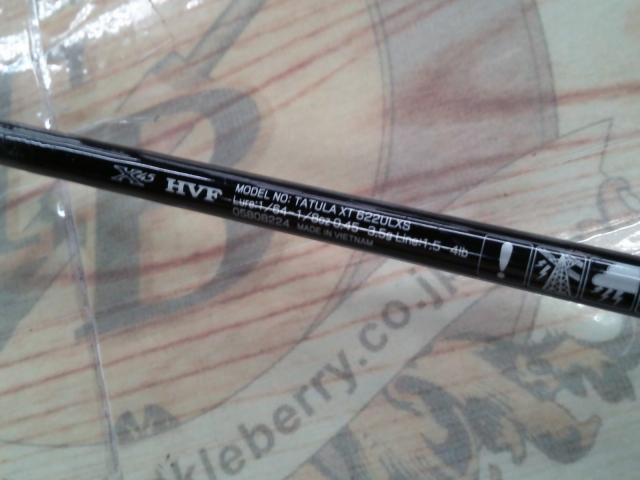 X45 HVF
MODEL NO: TATULA XT 622ULXS
Lure:1/64-1/8oz 0.45-3.5g Line:1.5-4lb
05808224 MADE IN VIETNAM
B
kleberry.co.j